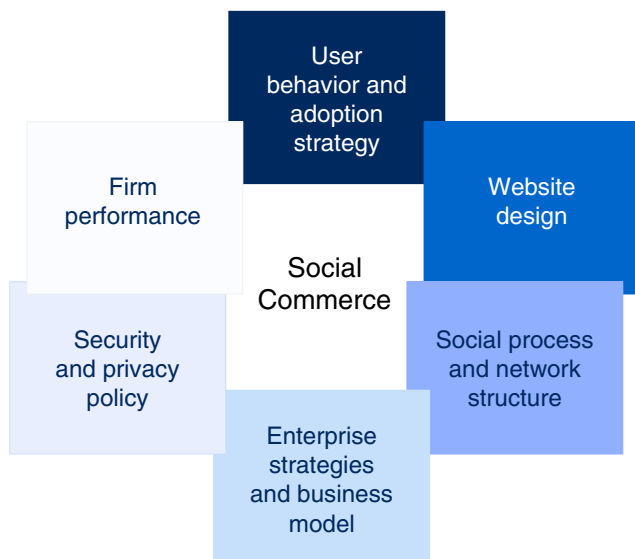 User
behavior and
adoption
strategy
Firm
performance
Website
design
Social
Commerce
Security
and privacy
policy
Social process
and network
structure
Enterprise
strategies
and business
model